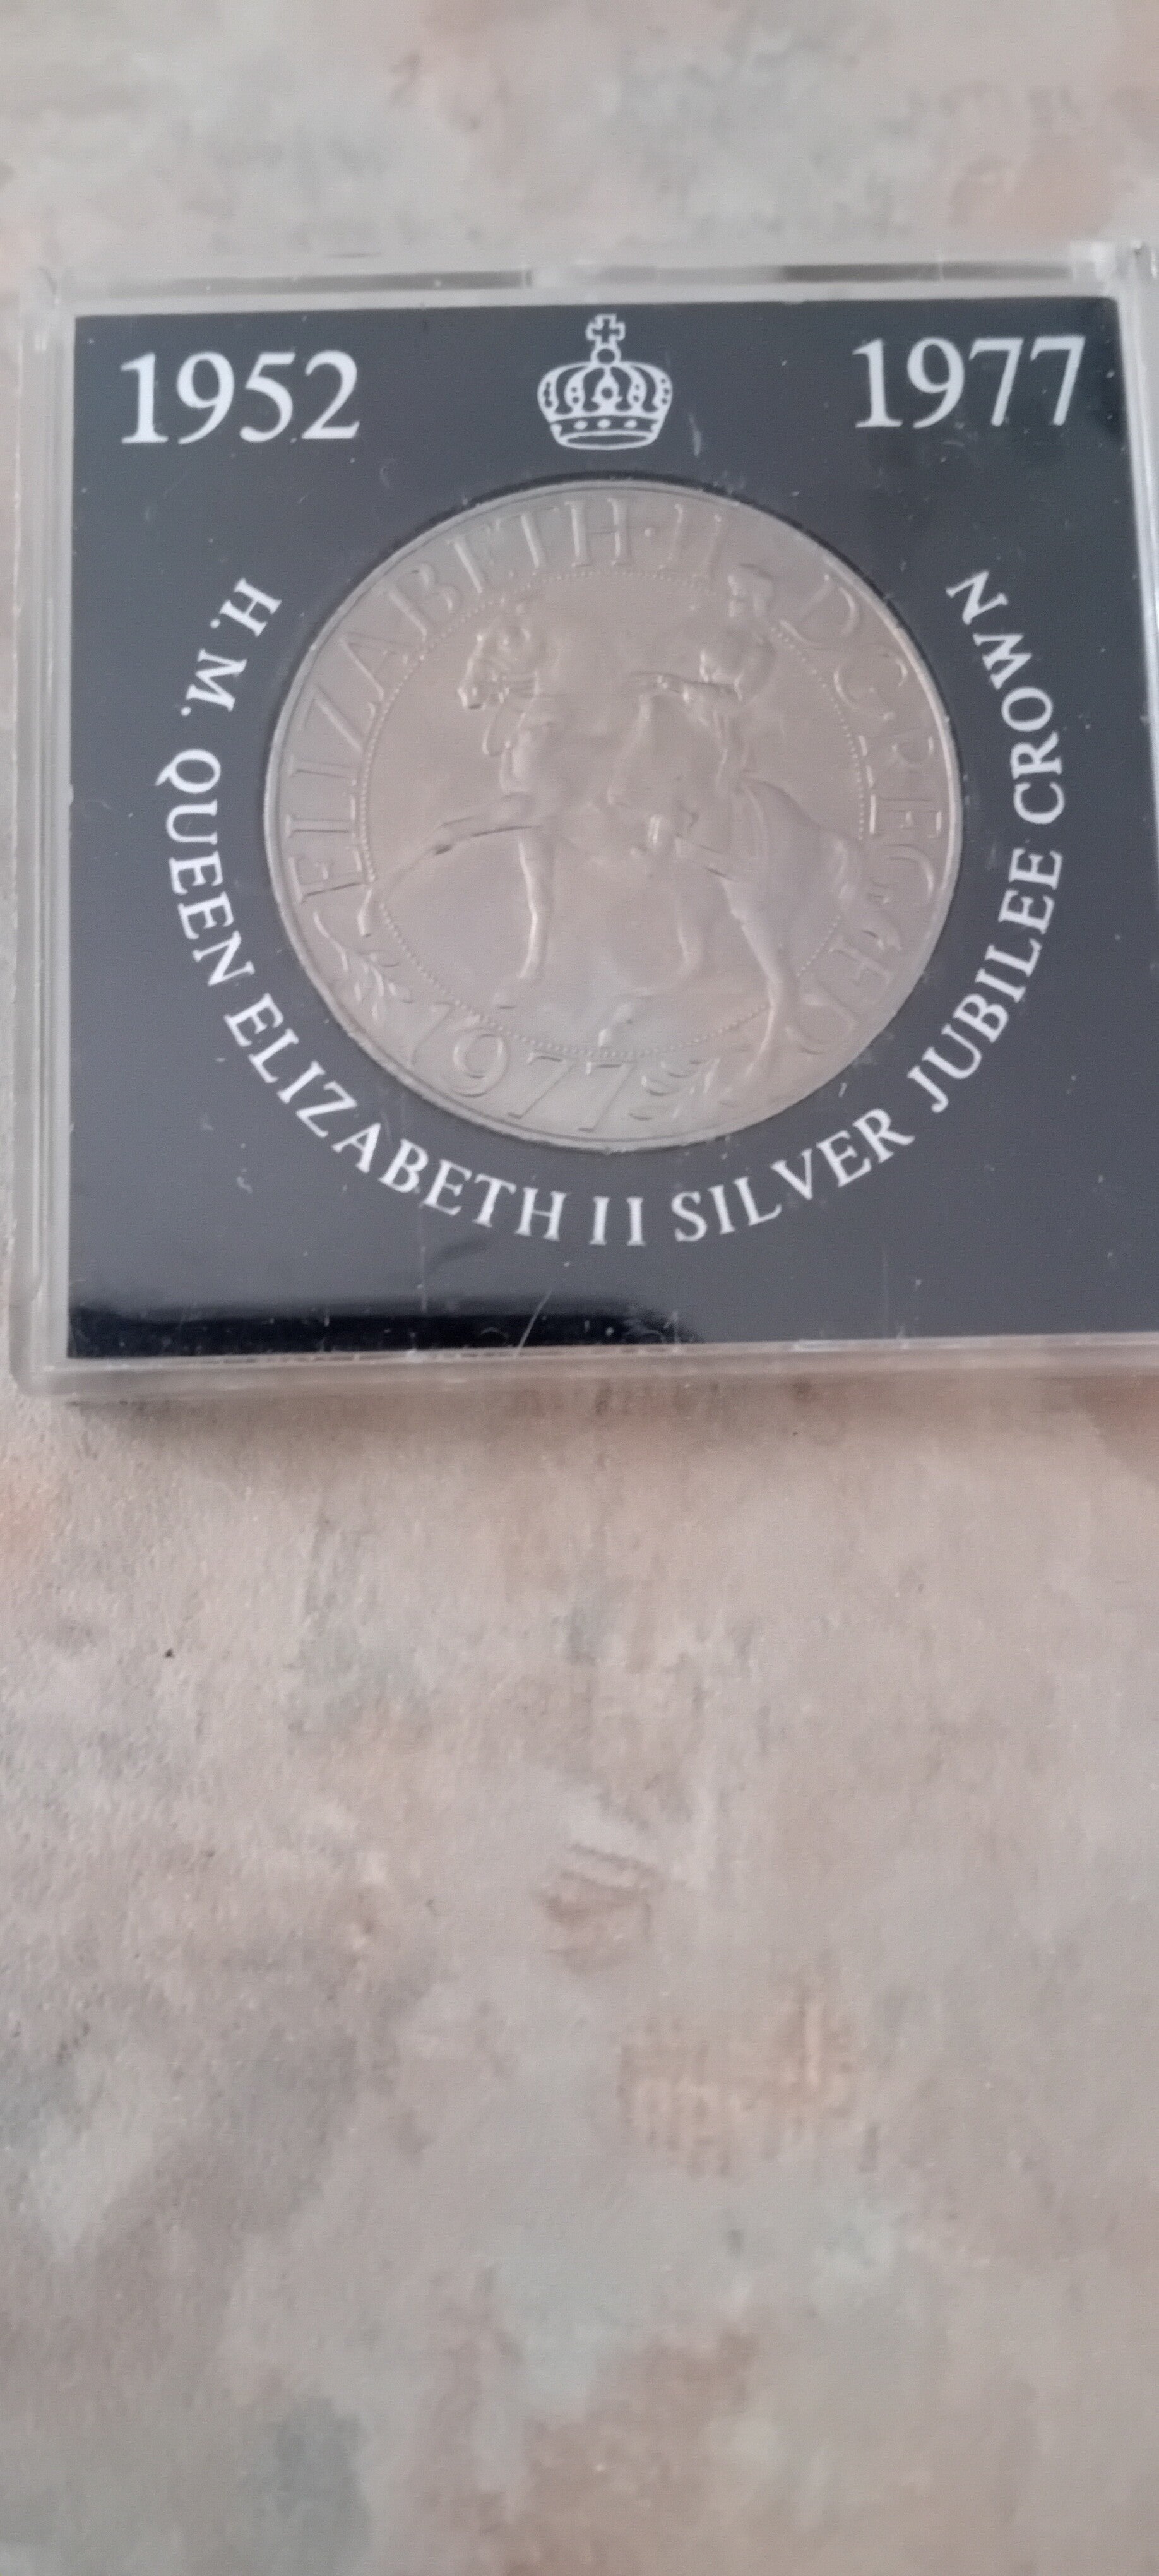 1952 1977
H. M. QUEEN ELIZABETH II SILVER JUBILEE CROWN
ELIZABETH·II D·G·REG F·D
1977